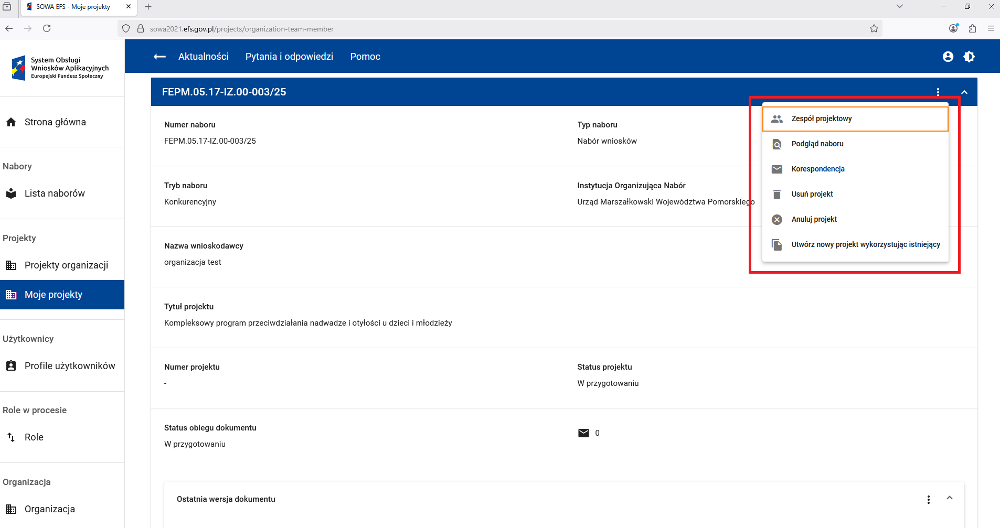 SOWA EFS - Moje projekty
sowa2021.efs.gov.pl/projects/organization-team-member
System Obsługi
Wniosków Aplikacyjnych
Europejski Fundusz Społeczny
Aktualności
Pytania i odpowiedzi
Pomoc
Strona główna
Nabory
Lista naborów
Projekty
Projekty organizacji
Moje projekty
Użytkownicy
Profile użytkowników
Role w procesie
Role
Organizacja
Organizacja
FEPM.05.17-IZ.00-003/25
Numer naboru
FEPM.05.17-IZ.00-003/25
Typ naboru
Nabór wniosków
Tryb naboru
Konkurencyjny
Instytucja Organizująca Nabór
Urząd Marszałkowski Województwa Pomorskiego
Nazwa wnioskodawcy
organizacja test
Tytuł projektu
Kompleksowy program przeciwdziałania nadwadze i otyłości u dzieci i młodzieży
Numer projektu
-
Status projektu
W przygotowaniu
Status obiegu dokumentu
W przygotowaniu
0
Ostatnia wersja dokumentu
Zespół projektowy
Podgląd naboru
Korespondencja
Usuń projekt
Anuluj projekt
Utwórz nowy projekt wykorzystując istniejący